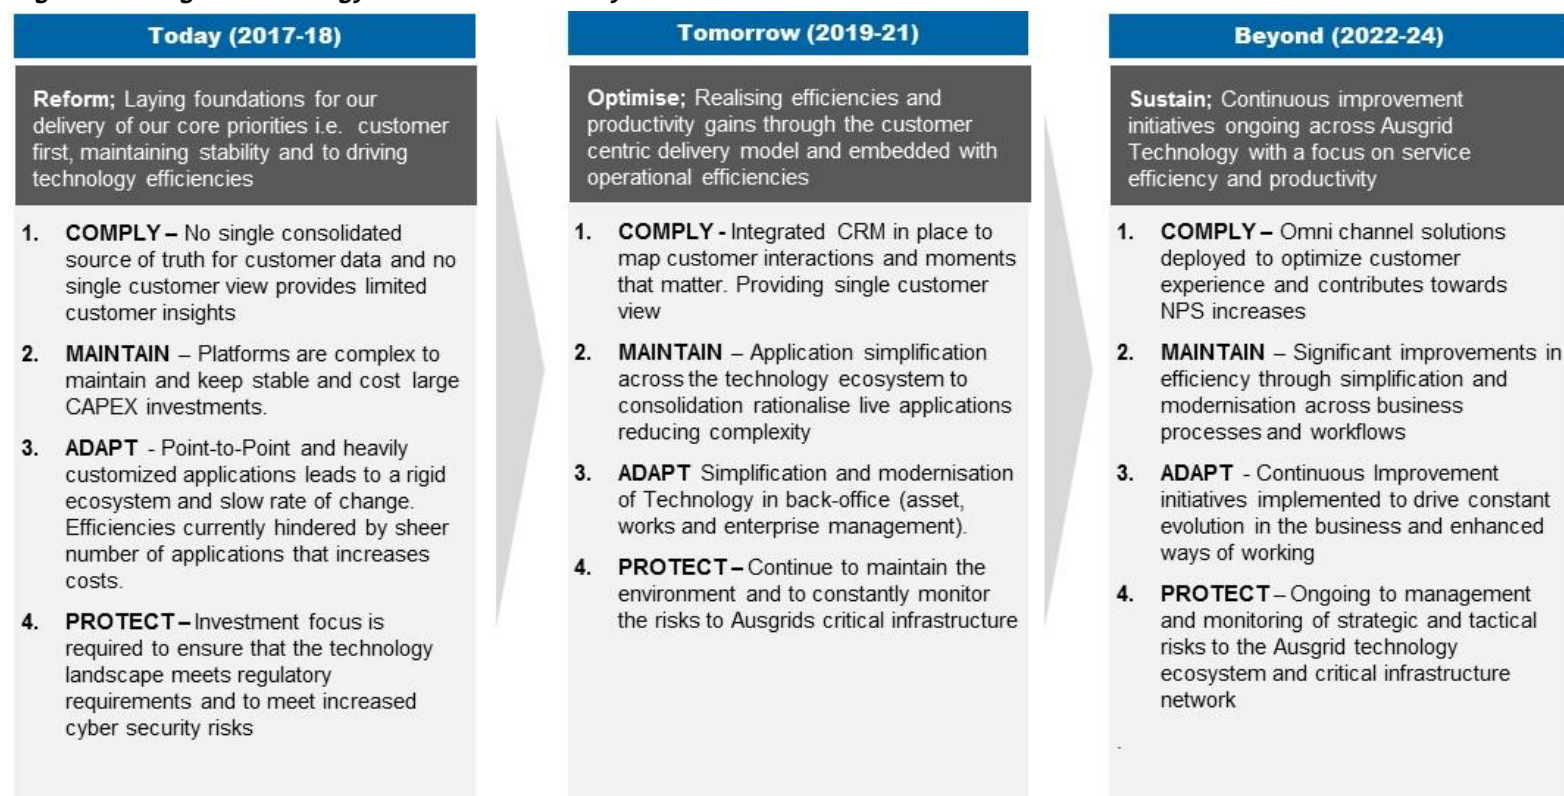 Today (2017-18)
Reform; Laying foundations for our
delivery of our core priorities i.e. customer
first, maintaining stability and to driving
technology efficiencies
1. COMPLY – No single consolidated
source of truth for customer data and no
single customer view provides limited
customer insights
2. MAINTAIN – Platforms are complex to
maintain and keep stable and cost large
CAPEX investments.
3. ADAPT - Point-to-Point and heavily
customized applications leads to a rigid
ecosystem and slow rate of change.
Efficiencies currently hindered by sheer
number of applications that increases
costs.
4. PROTECT – Investment focus is
required to ensure that the technology
landscape meets regulatory
requirements and to meet increased
cyber security risks
Tomorrow (2019-21)
Optimise; Realising efficiencies and
productivity gains through the customer
centric delivery model and embedded with
operational efficiencies
1. COMPLY - Integrated CRM in place to
map customer interactions and moments
that matter. Providing single customer
view
2. MAINTAIN – Application simplification
across the technology ecosystem to
consolidation rationalise live applications
reducing complexity
3. ADAPT Simplification and modernisation
of Technology in back-office (asset,
works and enterprise management).
4. PROTECT – Continue to maintain the
environment and to constantly monitor
the risks to Ausgrids critical infrastructure
Beyond (2022-24)
Sustain; Continuous improvement
initiatives ongoing across Ausgrid
Technology with a focus on service
efficiency and productivity
1. COMPLY – Omni channel solutions
deployed to optimize customer
experience and contributes towards
NPS increases
2. MAINTAIN – Significant improvements in
efficiency through simplification and
modernisation across business
processes and workflows
3. ADAPT - Continuous Improvement
initiatives implemented to drive constant
evolution in the business and enhanced
ways of working
4. PROTECT – Ongoing to management
and monitoring of strategic and tactical
risks to the Ausgrid technology
ecosystem and critical infrastructure
network
.